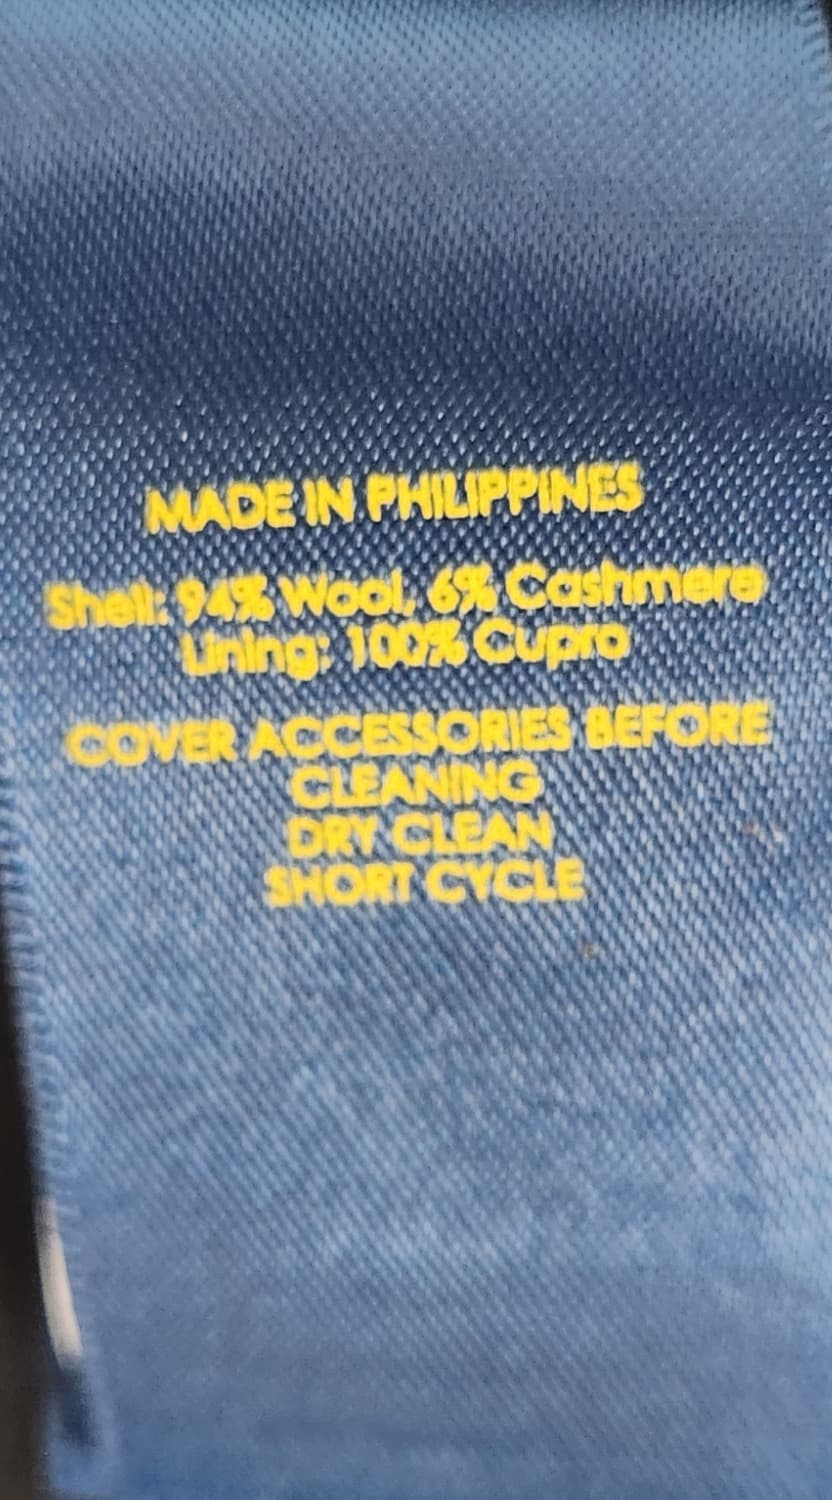 MADE IN PHILIPPINES
Shell: 94% Wool, 6% Cashmere
Lining: 100% Cupro
COVER ACCESSORIES BEFORE
CLEANING
DRY CLEAN
SHORT CYCLE